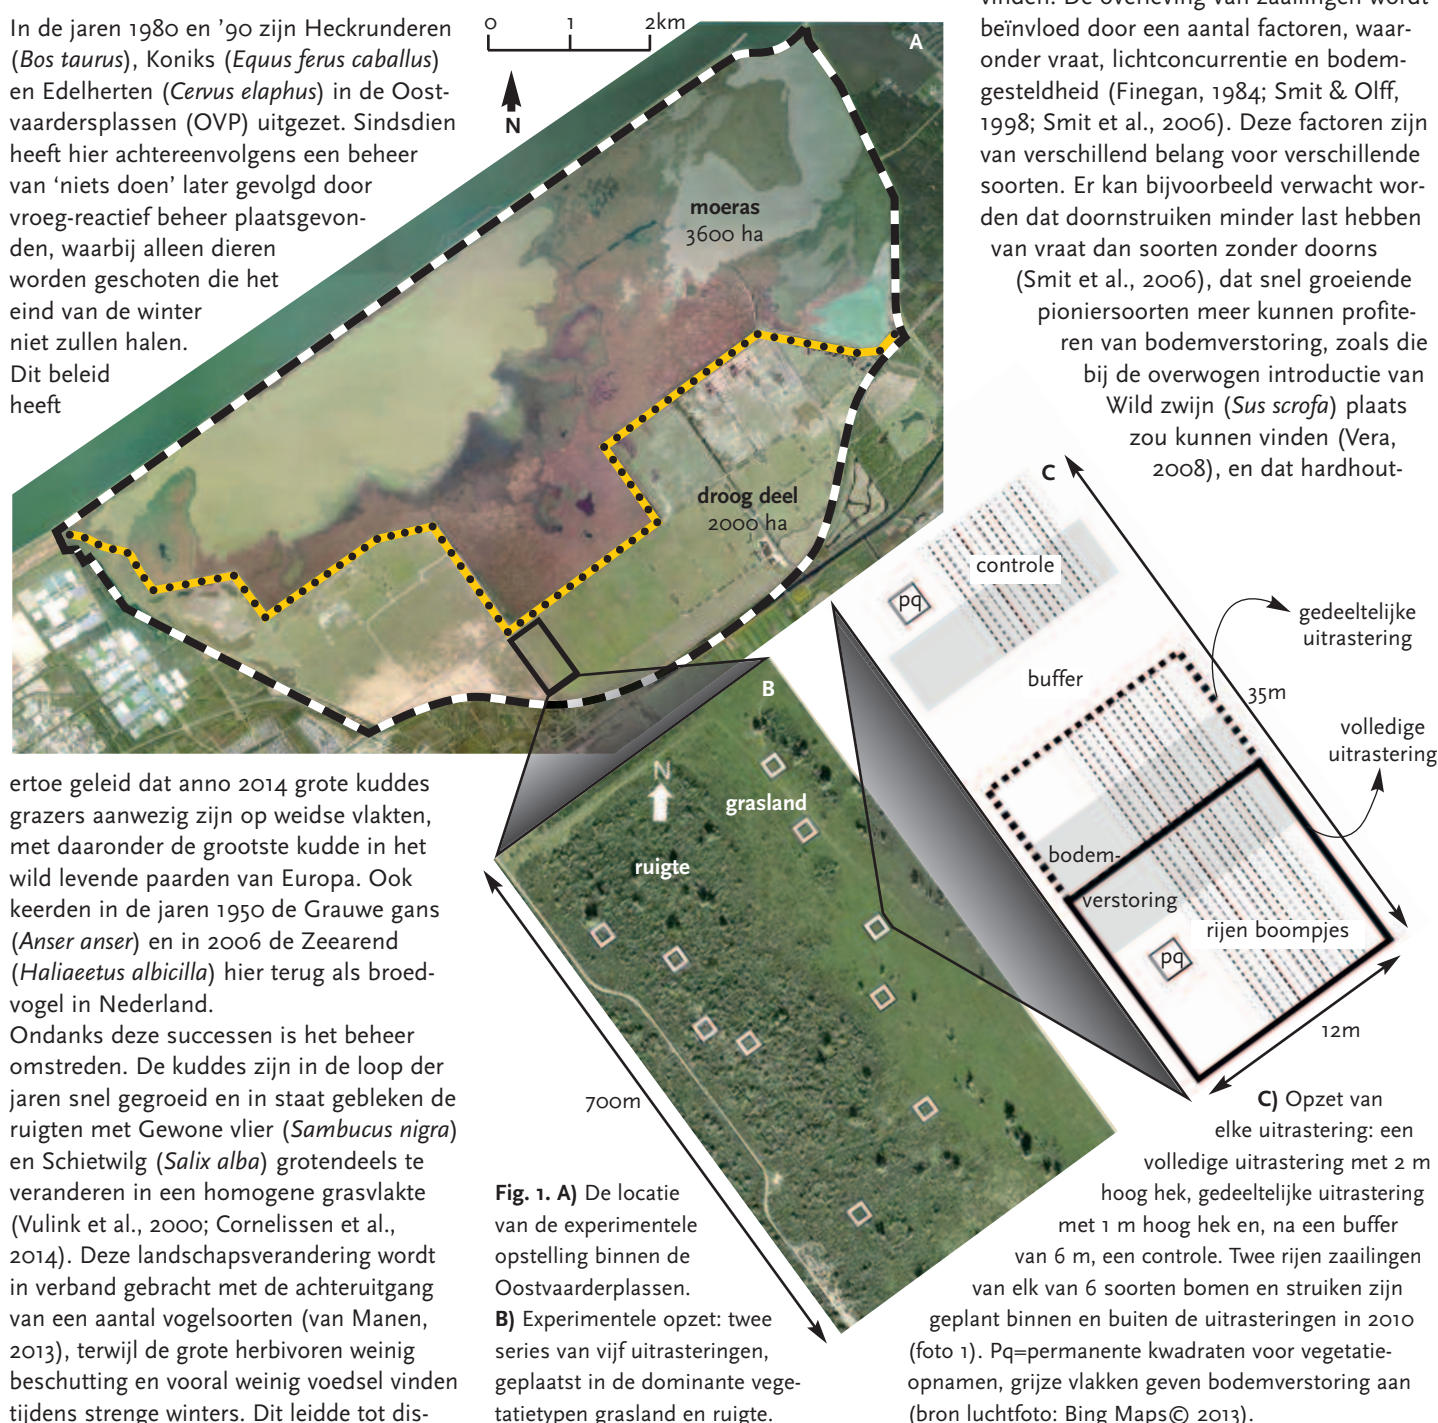 In de jaren 1980 en ’90 zijn Heckrunderen
(Bos taurus), Koniks (Equus ferus caballus)
en Edelherten (Cervus elaphus) in de Oost-
vaardersplassen (OVP) uitgezet. Sindsdien
heeft hier achtereenvolgens een beheer
van ‘niets doen’ later gevolgd door
vroeg-reactief beheer plaatsgevon-
den, waarbij alleen dieren
worden geschoten die het
eind van de winter
niet zullen halen.
Dit beleid
heeft
ertoe geleid dat anno 2014 grote kuddes
grazers aanwezig zijn op weidse vlakten,
met daaronder de grootste kudde in het
wild levende paarden van Europa. Ook
keerden in de jaren 1950 de Grauwe gans
(Anser anser) en in 2006 de Zeearend
(Haliaeetus albicilla) hier terug als broed-
vogel in Nederland.
Ondanks deze successen is het beheer
omstreden. De kuddes zijn in de loop der
jaren snel gegroeid en in staat gebleken de
ruigten met Gewone vlier (Sambucus nigra)
en Schietwilg (Salix alba) grotendeels te
veranderen in een homogene grasvlakte
(Vulink et al., 2000; Cornelissen et al.,
2014). Deze landschapsverandering wordt
in verband gebracht met de achteruitgang
van een aantal vogelsoorten (van Manen,
2013), terwijl de grote herbivoren weinig
beschutting en vooral weinig voedsel vinden
tijdens strenge winters. Dit leidde tot dis-
0 1 2km
N
A
moeras
3600 ha
droog deel
2000 ha
B
N
grasland
ruigte
700m
Fig. 1. A) De locatie
van de experimentele
opstelling binnen de
Oostvaarderplassen.
B) Experimentele opzet: twee
series van vijf uitrasteringen,
geplaatst in de dominante vege-
tatietypen grasland en ruigte.
vinden. De overleving van zaailingen wordt
beïnvloed door een aantal factoren, waar-
onder vraat, lichtconcurrentie en bodem-
gesteldheid (Finegan, 1984; Smit & Olff,
1998; Smit et al., 2006). Deze factoren zijn
van verschillend belang voor verschillende
soorten. Er kan bijvoorbeeld verwacht wor-
den dat doornstruiken minder last hebben
van vraat dan soorten zonder doorns
(Smit et al., 2006), dat snel groeiende
pioniersoorten meer kunnen profite-
ren van bodemverstoring, zoals die
bij de overwogen introductie van
Wild zwijn (Sus scrofa) plaats
zou kunnen vinden (Vera,
2008), en dat hardhout-
C
controle
pq
gedeeltelijke
uitrastering
buffer
35m
volledige
uitrastering
bodem-
verstoring
rijen boompjes
pq
12m
C) Opzet van
elke uitrastering: een
volledige uitrastering met 2 m
hoog hek, gedeeltelijke uitrastering
met 1 m hoog hek en, na een buffer
van 6 m, een controle. Twee rijen zaailingen
van elk van 6 soorten bomen en struiken zijn
geplant binnen en buiten de uitrasteringen in 2010
(foto 1). Pq=permanente kwadraten voor vegetatie-
opnamen, grijze vlakken geven bodemverstoring aan
(bron luchtfoto: Bing Maps© 2013).